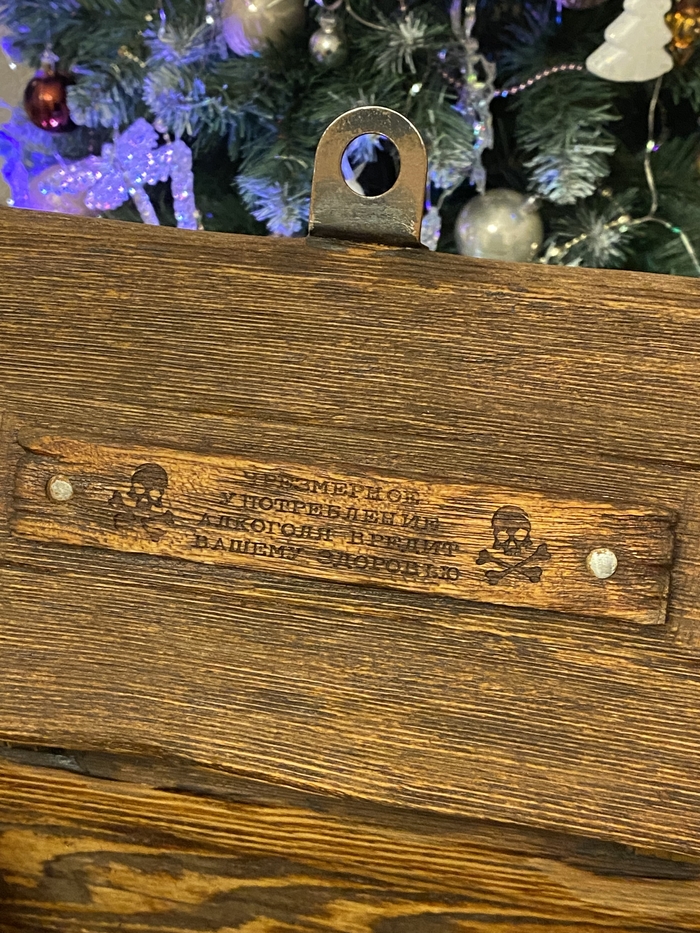 ЧРЕЗМЕРНОЕ
УПОТРЕБЛЕНИЕ
АЛКОГОЛЯ ВРЕДИТ
ВАШЕМУ ЗДОРОВЬЮ